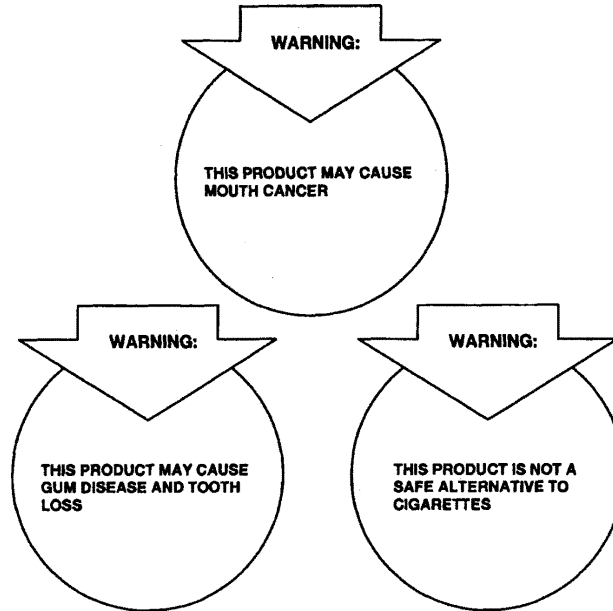 WARNING:
THIS PRODUCT MAY CAUSE
MOUTH CANCER
WARNING:
THIS PRODUCT MAY CAUSE
GUM DISEASE AND TOOTH
LOSS
WARNING:
THIS PRODUCT IS NOT A
SAFE ALTERNATIVE TO
CIGARETTES